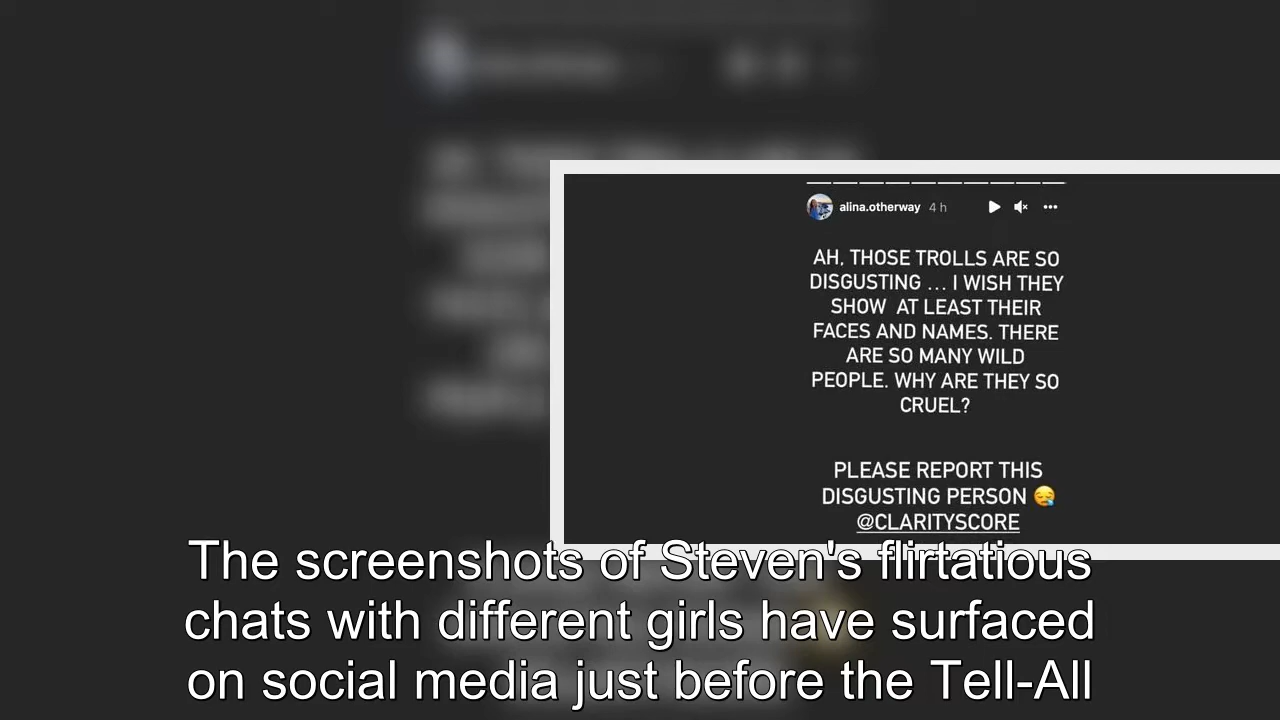 alina.otherway 4 h
AH, THOSE TROLLS ARE SO
DISGUSTING ... I WISH THEY
SHOW AT LEAST THEIR
FACES AND NAMES. THERE
ARE SO MANY WILD
PEOPLE. WHY ARE THEY SO
CRUEL?
PLEASE REPORT THIS
DISGUSTING PERSON 😪
@CLARITYSCORE
The screenshots of Steven's flirtatious
chats with different girls have surfaced
on social media just before the Tell-All